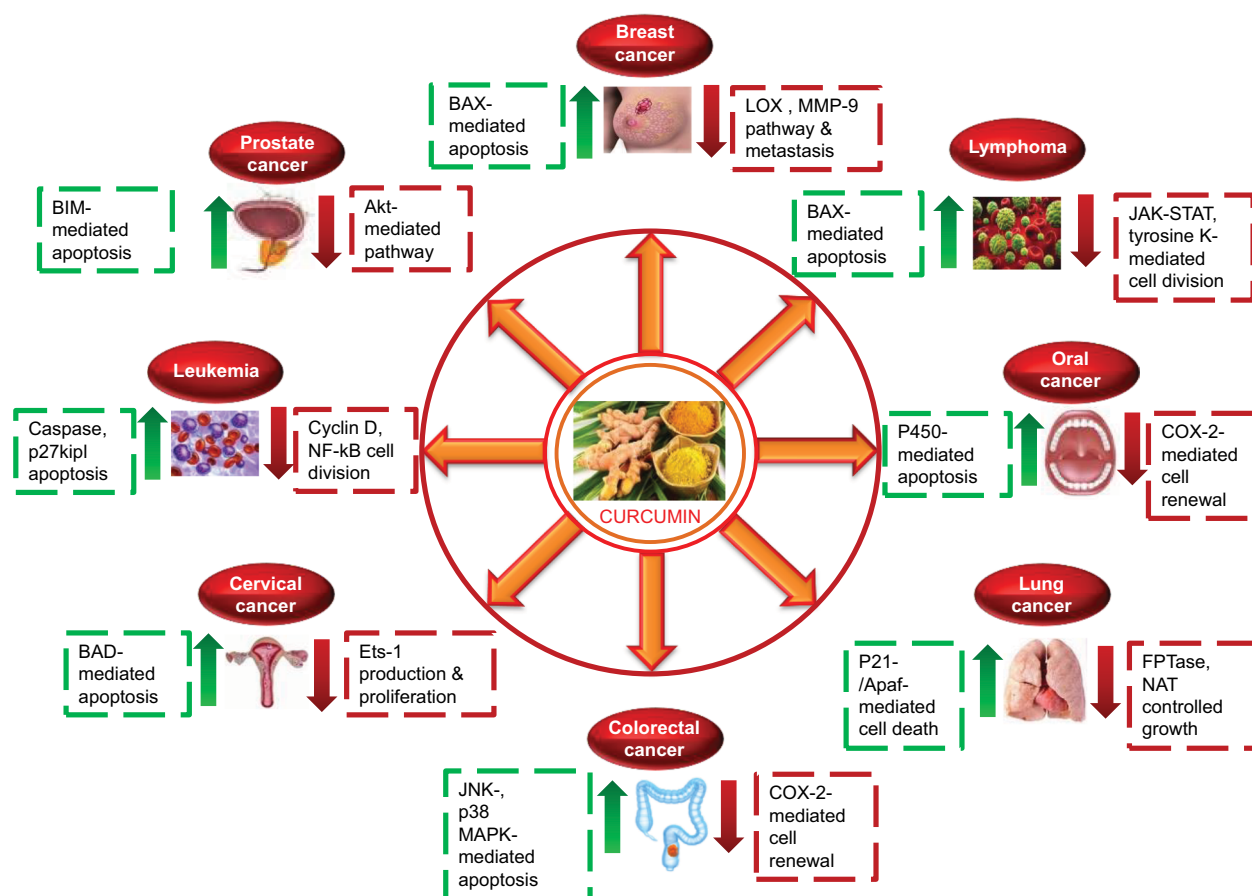 Breast
cancer
BAX-
mediated
apoptosis
LOX , MMP-9
pathway &
metastasis
Prostate
cancer
BIM-
mediated
apoptosis
Akt-
mediated
pathway
Lymphoma
BAX-
mediated
apoptosis
JAK-STAT,
tyrosine K-
mediated
cell division
Leukemia
Caspase,
p27kipl
apoptosis
Cyclin D,
NF-kB cell
division
CURCUMIN
Oral
cancer
P450-
mediated
apoptosis
COX-2-
mediated
cell
renewal
Cervical
cancer
BAD-
mediated
apoptosis
Ets-1
production &
proliferation
Lung
cancer
P21-
/Apaf-
mediated
cell death
FPTase,
NAT
controlled
growth
Colorectal
cancer
JNK-,
p38
MAPK-
mediated
apoptosis
COX-2-
mediated
cell
renewal